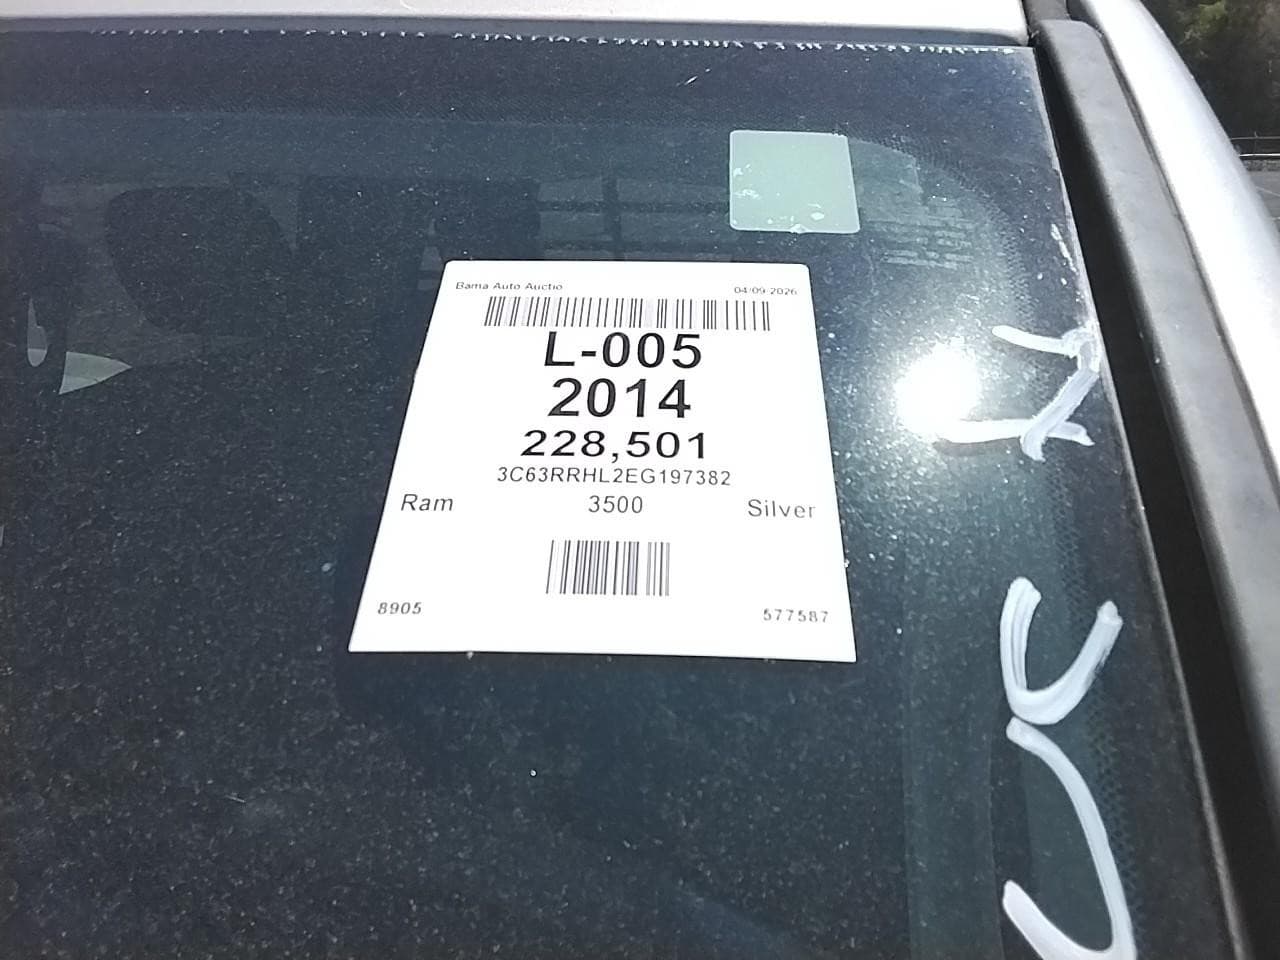 Bama Auto Auctio
04/09/2026
L-005
2014
228,501
3C63RRHL2EG197382
Ram 3500 Silver
8905
577587